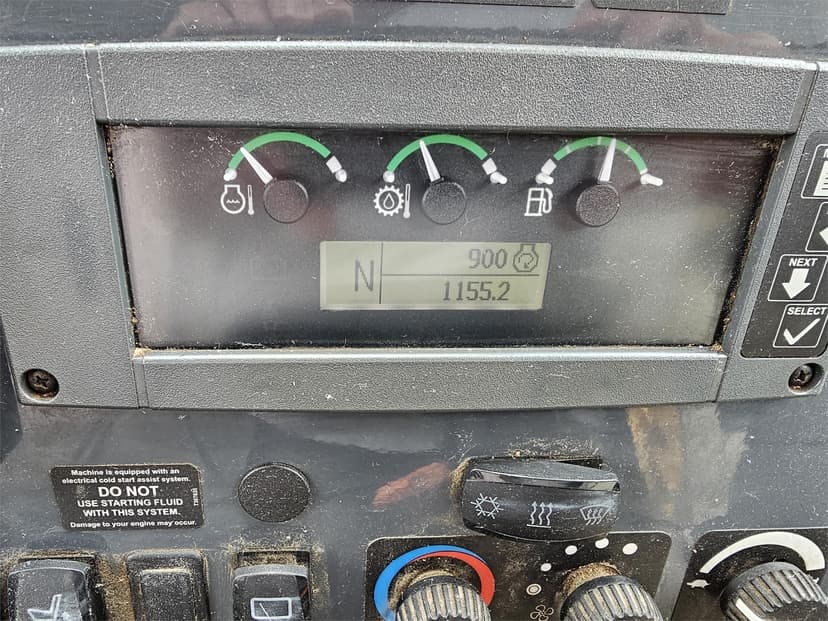 N
900
1155.2
NEXT
SELECT
Machine is equipped with an
electrical cold start assist system.
DO NOT
USE STARTING FLUID
WITH THIS SYSTEM.
Damage to your engine may occur.